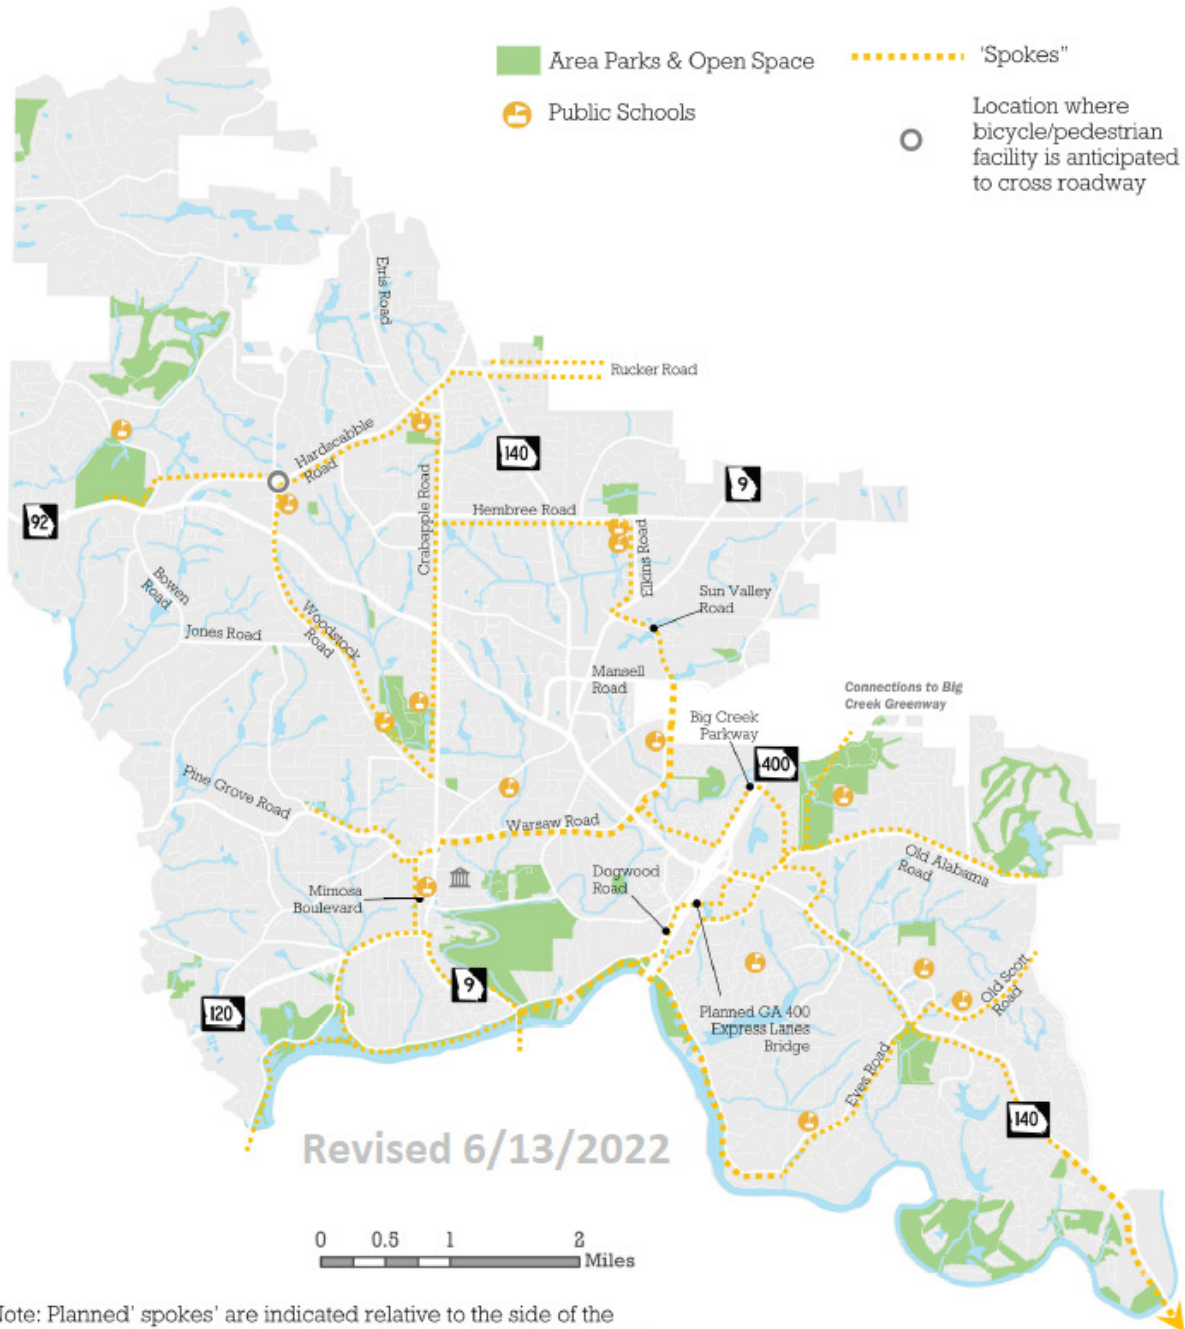 Area Parks & Open Space
'Spokes"
Public Schools
Location where
bicycle/pedestrian
facility is anticipated
to cross roadway
Etris Road
Rucker Road
Hardscabble
Road
140
9
92
Crabapple Road
Hembree Road
Elkins Road
Bowen
Road
Sun Valley
Road
Woodstock
Road
Jones Road
Mansell
Road
Connections to Big
Creek Greenway
Big Creek
Parkway
400
Pine Grove Road
Warsaw Road
Old Alabama
Road
Dogwood
Road
Mimosa
Boulevard
9
Old Scott
Road
120
Planned GA 400
Express Lanes
Bridge
Eves Road
140
Revised 6/13/2022
0 0.5 1 2
Miles
Note: Planned' spokes' are indicated relative to the side of the